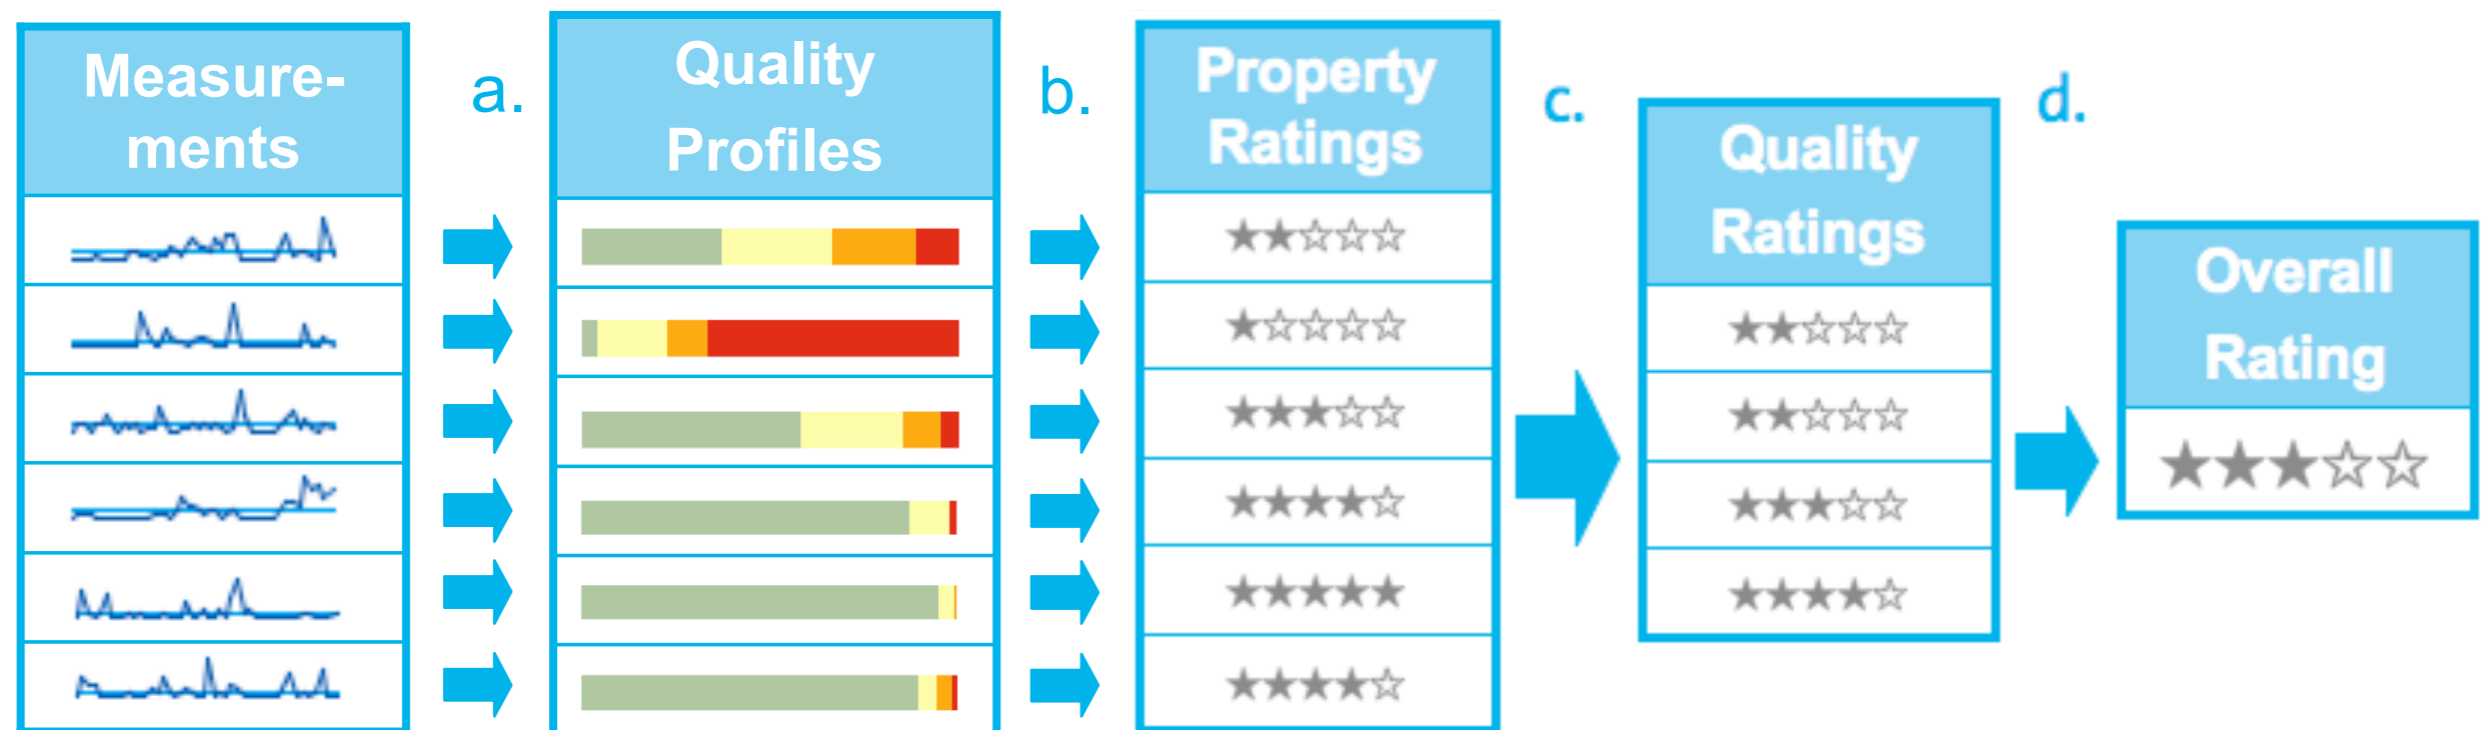 Measure-
ments
a.
Quality
Profiles
b.
Property
Ratings
c.
Quality
Ratings
d.
Overall
Rating